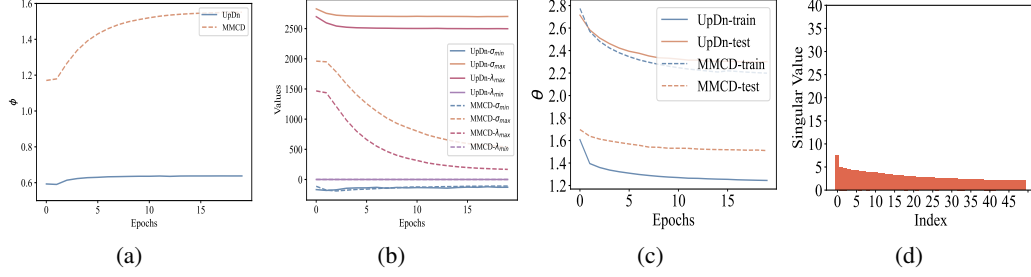 1.6
1.4
1.2
1.0
0.8
0.6
ϕ
0
5
10
15
Epochs
UpDn
MMCD
(a)
2500
2000
1500
1000
500
0
Values
0
5
10
15
Epochs
UpDn-σmin
UpDn-σmax
UpDn-λmax
UpDn-λmin
MMCD-σmin
MMCD-σmax
MMCD-λmax
MMCD-λmin
(b)
2.8
2.6
2.4
2.2
2.0
1.8
1.6
1.4
1.2
Θ
0
5
10
15
Epochs
UpDn-train
UpDn-test
MMCD-train
MMCD-test
(c)
40
35
30
25
20
15
10
5
0
Singular Value
0 5 10 15 20 25 30 35 40 45
Index
(d)